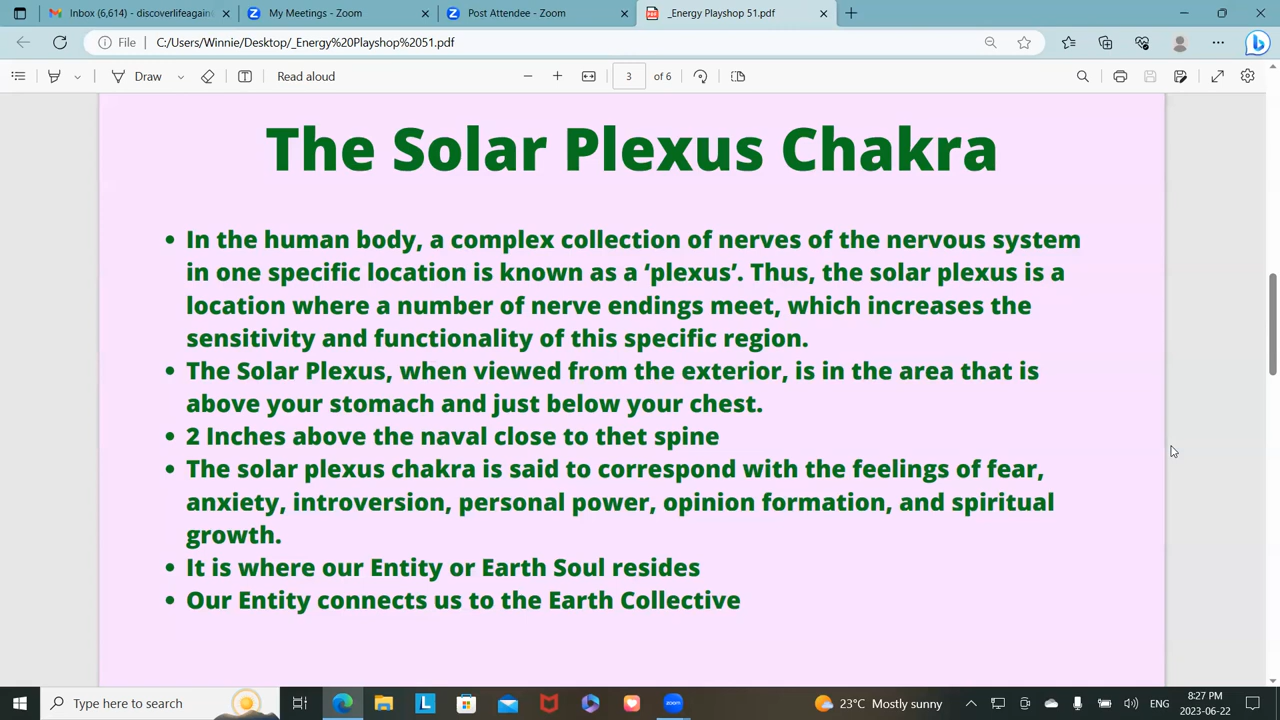 Inbox (6,614) - discoverlifeagain(
My Meetings - Zoom
Post Attendee - Zoom
_Energy Playshop 51.pdf
File
C:/Users/Winnie/Desktop/_Energy%20Playshop%2051.pdf
Draw
Read aloud
3
of 6
The Solar Plexus Chakra
• In the human body, a complex collection of nerves of the nervous system
in one specific location is known as a ‘plexus’. Thus, the solar plexus is a
location where a number of nerve endings meet, which increases the
sensitivity and functionality of this specific region.
• The Solar Plexus, when viewed from the exterior, is in the area that is
above your stomach and just below your chest.
• 2 Inches above the naval close to thet spine
• The solar plexus chakra is said to correspond with the feelings of fear,
anxiety, introversion, personal power, opinion formation, and spiritual
growth.
• It is where our Entity or Earth Soul resides
• Our Entity connects us to the Earth Collective
Type here to search
L
zoom
23°C Mostly sunny
ENG
8:27 PM
2023-06-22